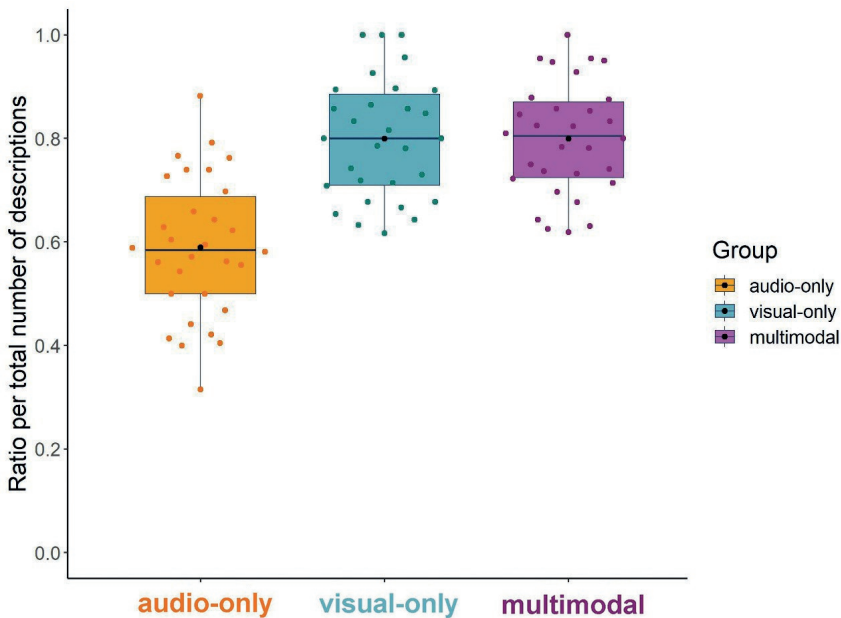 Ratio per total number of descriptions
1.0
0.8
0.6
0.4
0.2
0.0
audio-only
visual-only
multimodal
Group
audio-only
visual-only
multimodal